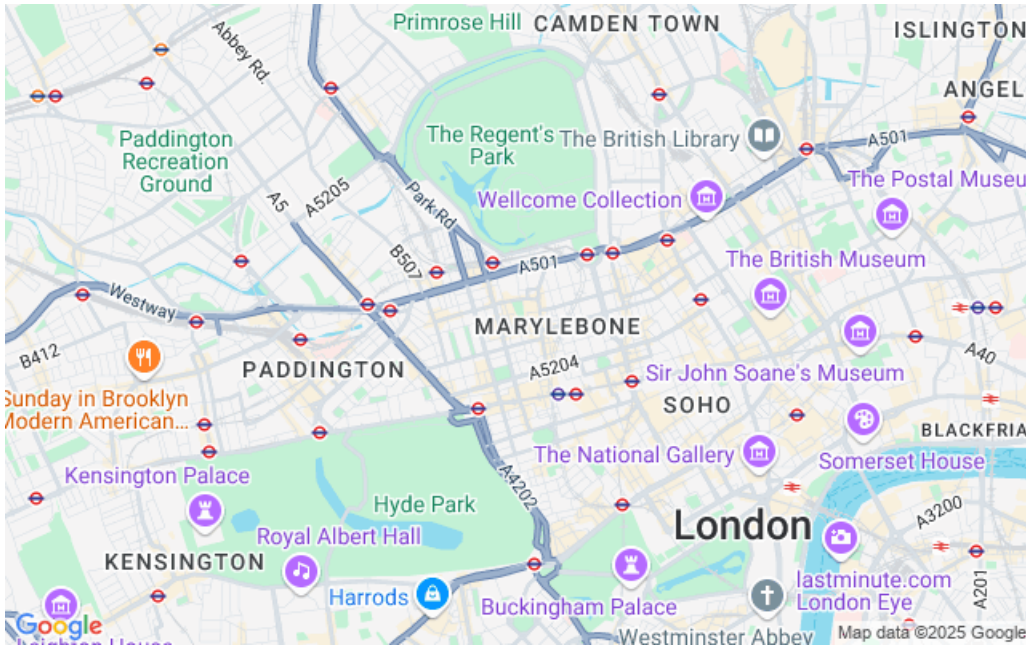 Primrose Hill
CAMDEN TOWN
ISLINGTON
Abbey Rd.
ANGEL
Paddington
Recreation
Ground
The Regent's
Park
The British Library
A501
A5
A5205
Park Rd
Wellcome Collection
The Postal Museu
B507
A501
The British Museum
Westway
MARYLEBONE
B412
PADDINGTON
A5204
Sir John Soane's Museum
A40
Sunday in Brooklyn
Modern American...
SOHO
BLACKFRIA
The National Gallery
Somerset House
Kensington Palace
A4202
Hyde Park
A3200
Royal Albert Hall
London
KENSINGTON
Harrods
Buckingham Palace
lastminute.com
London Eye
A201
Westminster Abbey
Google
Leighton House
Map data ©2025 Google